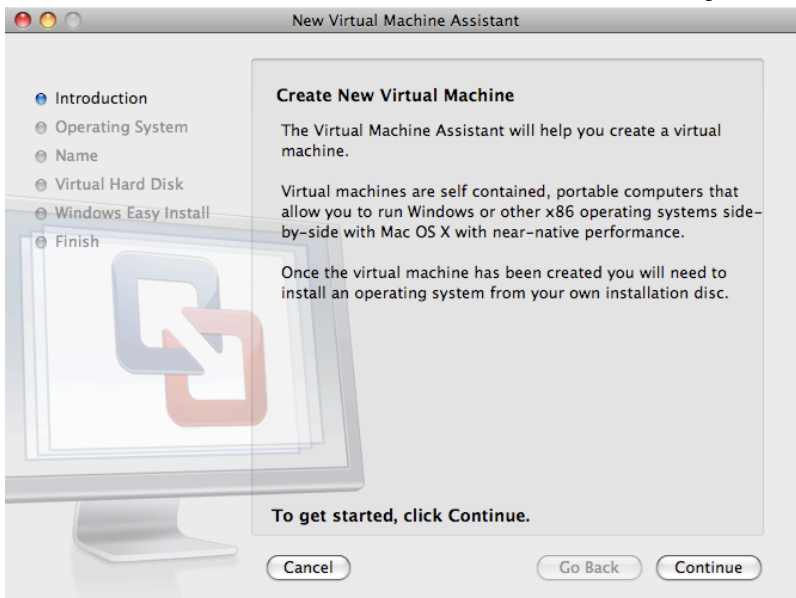 New Virtual Machine Assistant
Introduction
Operating System
Name
Virtual Hard Disk
Windows Easy Install
Finish
Create New Virtual Machine
The Virtual Machine Assistant will help you create a virtual
machine.
Virtual machines are self contained, portable computers that
allow you to run Windows or other x86 operating systems side-
by-side with Mac OS X with near-native performance.
Once the virtual machine has been created you will need to
install an operating system from your own installation disc.
To get started, click Continue.
Cancel
Go Back
Continue